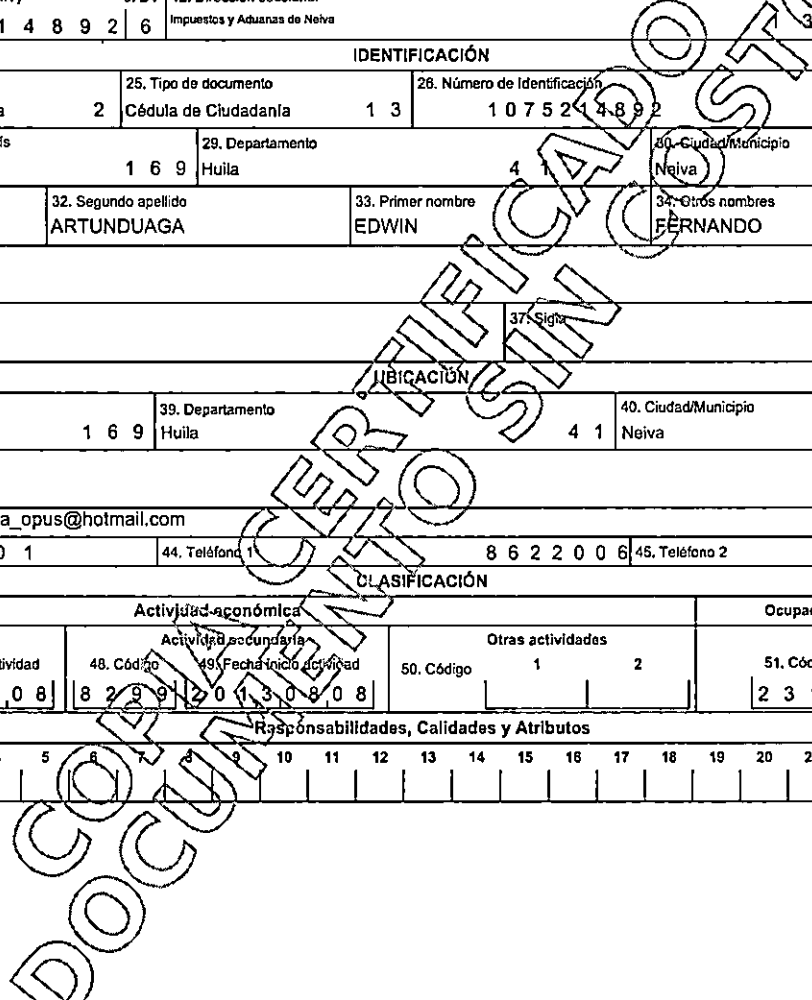 1 4 8 9 2 6 Impuestos y Aduanas de Neiva
IDENTIFICACIÓN
25. Tipo de documento 26. Número de Identificación
2 Cédula de Ciudadanía 1 3 1 0 7 5 2 1 4 8 9 2
29. Departamento 30. Ciudad/Municipio
1 6 9 Huila 4 1 Neiva
32. Segundo apellido 33. Primer nombre 34. Otros nombres
ARTUNDUAGA EDWIN FERNANDO
37. Sigla
UBICACIÓN
39. Departamento 40. Ciudad/Municipio
1 6 9 Huila 4 1 Neiva
a_opus@hotmail.com
0 1 44. Teléfono 1 8 6 2 2 0 0 6 45. Teléfono 2
CLASIFICACIÓN
Actividad económica
Actividad secundaria Otras actividades
48. Código 49. Fecha inicio actividad 50. Código 1 2
0 8 8 2 9 9 2 0 1 3 0 8 0 8 2 3
Responsabilidades, Calidades y Atributos
5 6 7 8 9 10 11 12 13 14 15 16 17 18 19 20
COPIA CERTIFICADO
DOCUMENTO SIN COSTO